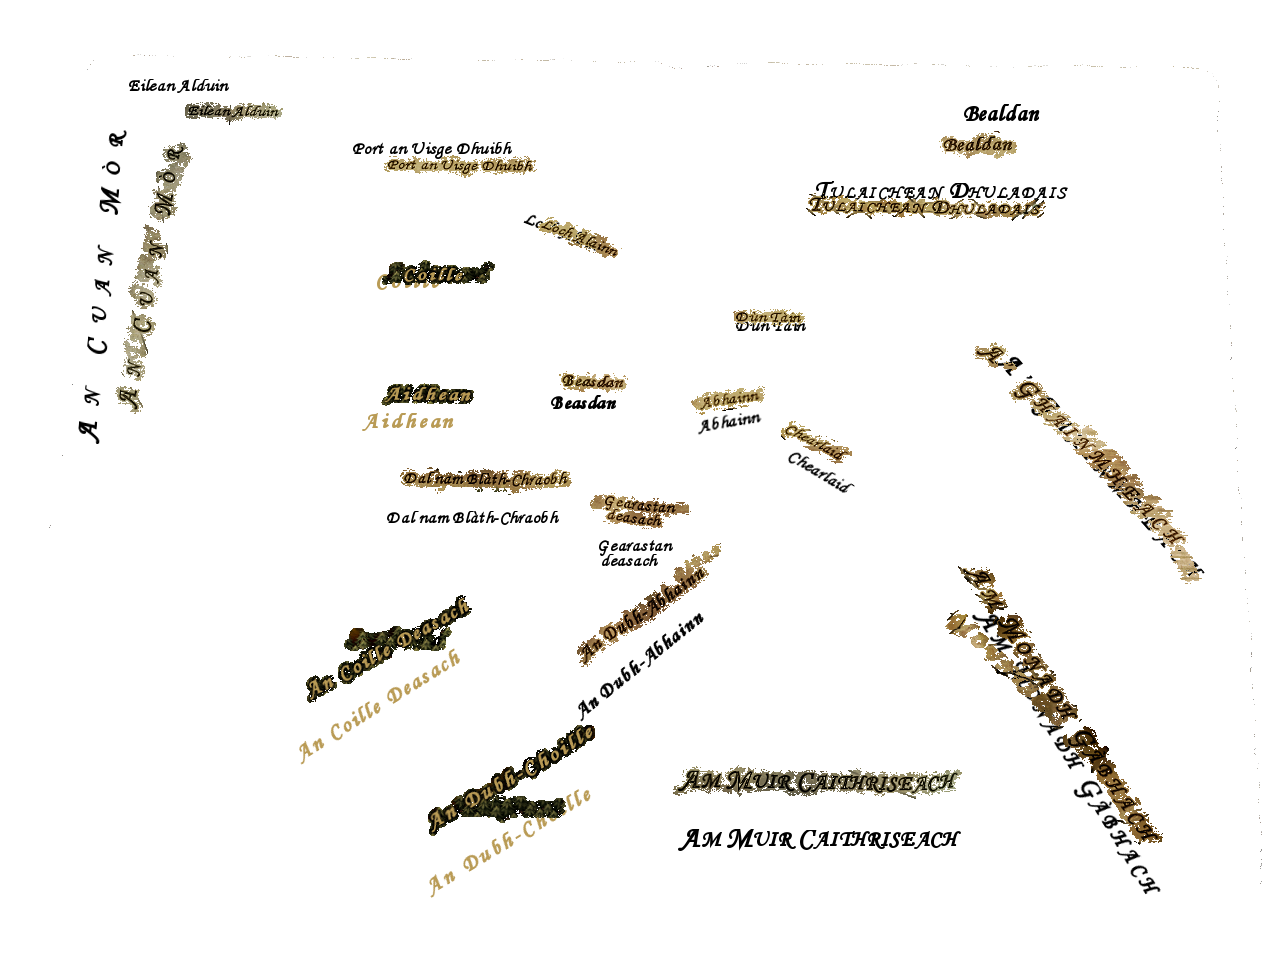 Eilean Alduin
Eilean Alduin
Bealdan
Bealdan
AN CUAN MÒR
AN CUAN MÒR
Port an Uisge Dhuibh
Port an Uisge Dhuibh
TULAICHEAN DHULADAIS
TULAICHEAN DHULADAIS
Loch Àlainn
Coille
Coille
Dùn Tàin
Dùn Tàin
Aidhean
Aidhean
Beasdan
Beasdan
Abhainn
Abhainn
Chearlaid
Chearlaid
A' GHAINMHEACH
Dal nam Blàth-Chraobh
Dal nam Blàth-Chraobh
Gearastan
deasach
Gearastan
deasach
An Dubh-Abhainn
An Dubh-Abhainn
An Coille Deasach
An Coille Deasach
AM MONADH GÀBHACH
AM MONADH GÀBHACH
An Dubh-Choille
An Dubh-Choille
AM MUIR CAITHRISEACH
AM MUIR CAITHRISEACH